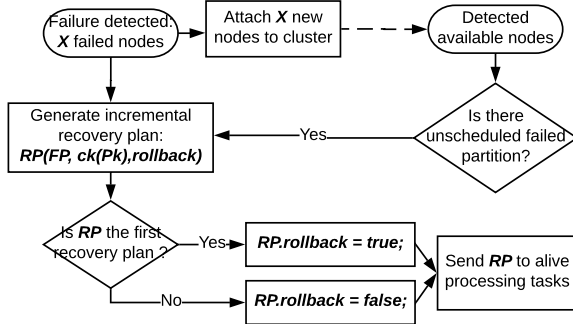 Failure detected:
X failed nodes
Attach X new
nodes to cluster
Detected
available nodes
Generate incremental
recovery plan:
RP(FP, ck(Pk),rollback)
Yes
Is there
unscheduled failed
partition?
Is RP the first
recovery plan ?
Yes
RP.rollback = true;
No
RP.rollback = false;
Send RP to alive
processing tasks